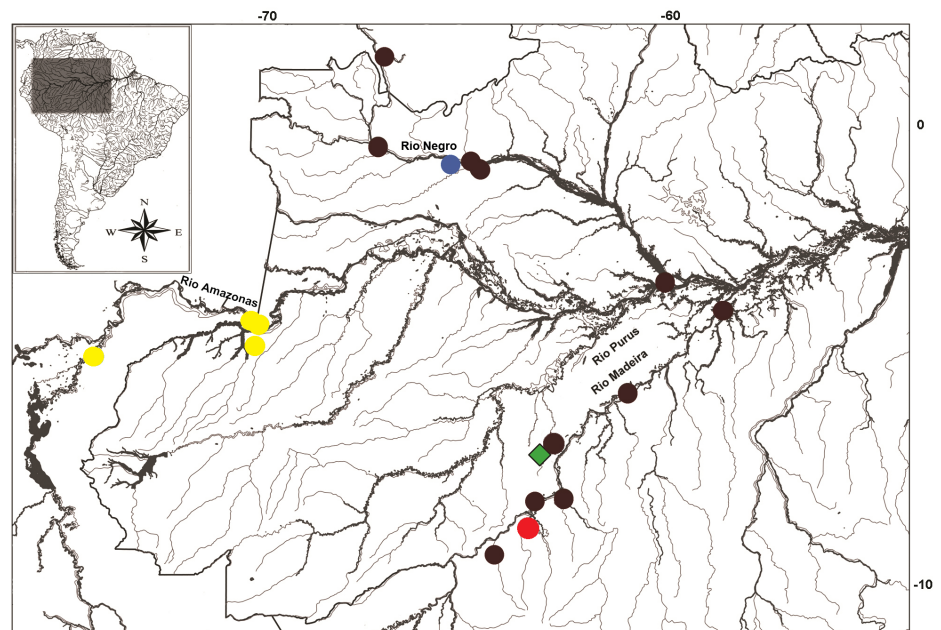 -70
-60
0
Rio Negro
N
W
E
S
Rio Amazonas
Rio Purus
Rio Madeira
-10